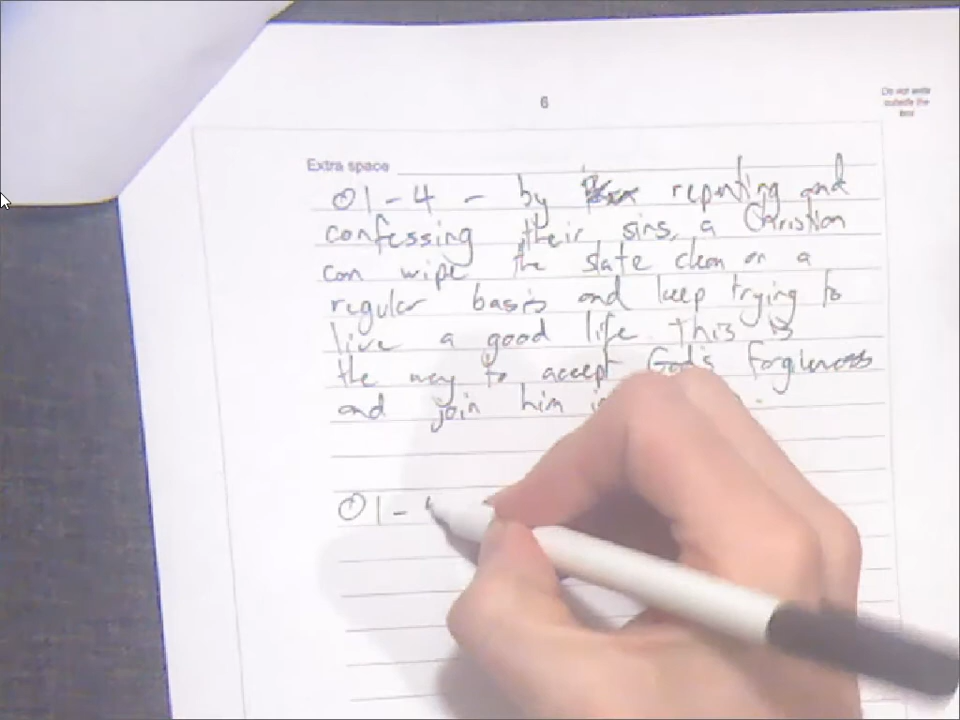 6
Do not write
outside the
box
Extra space
01-4 - by repenting and
confessing their sins, a Christian
can wipe the slate clean on a
regular basis and keep trying to
live a good life. This is
the way to accept God's forgiveness
and join him in
01-